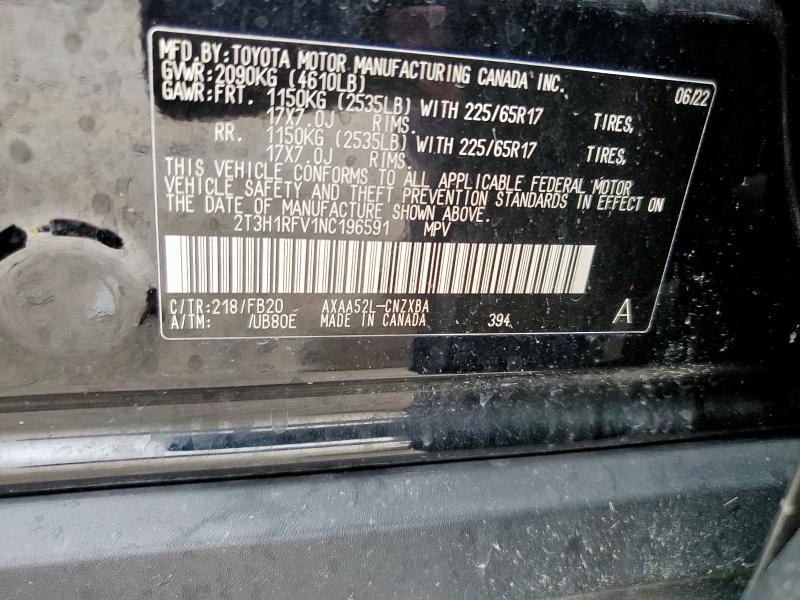 MFD.BY:TOYOTA MOTOR MANUFACTURING CANADA INC.
GVWR:2090KG (4610LB) 06/22
GAWR:FRT. 1150KG (2535LB) WITH 225/65R17 TIRES,
17X7.0J RIMS.
RR. 1150KG (2535LB) WITH 225/65R17 TIRES,
17X7.0J RIMS.
THIS VEHICLE CONFORMS TO ALL APPLICABLE FEDERAL MOTOR
VEHICLE SAFETY AND THEFT PREVENTION STANDARDS IN EFFECT ON
THE DATE OF MANUFACTURE SHOWN ABOVE.
2T3H1RFV1NC196591 MPV
C/TR:218/FB20 AXAA52L-CNZXBA
A/TM: /UB80E MADE IN CANADA 394 A